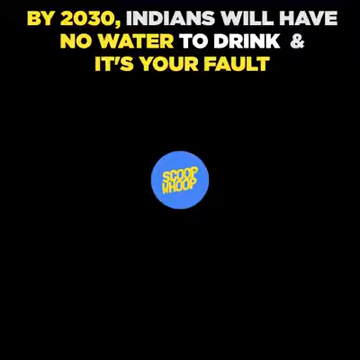 BY 2030, INDIANS WILL HAVE
NO WATER TO DRINK &
IT'S YOUR FAULT
SCOOP
WHOOP